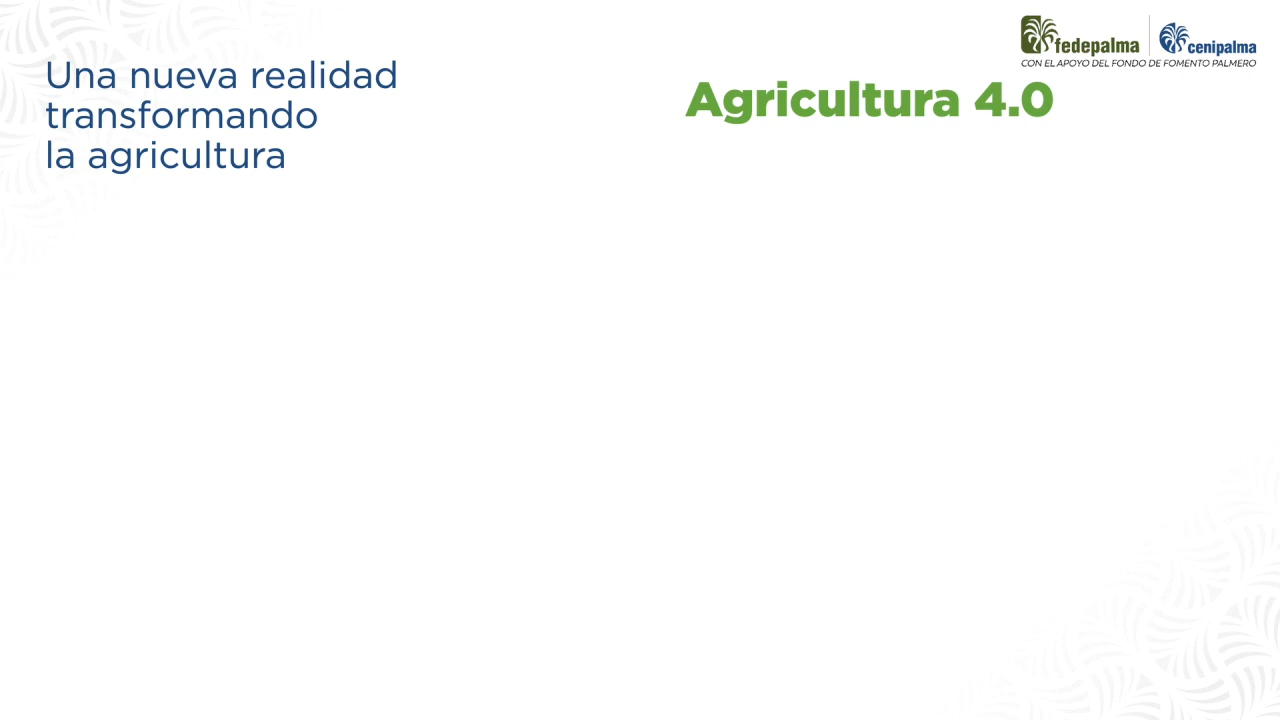 Una nueva realidad
transformando
la agricultura
fedepalma
cenipalma
CON EL APOYO DEL FONDO DE FOMENTO PALMERO
Agricultura 4.0